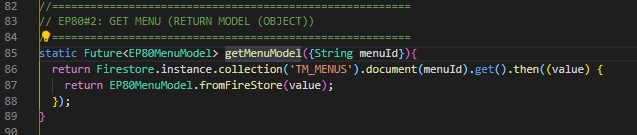 82 //====================================================
83 // EP80#2: GET MENU (RETURN MODEL (OBJECT))
84 //====================================================
85 static Future<EP80MenuModel> getMenuModel({String menuId}){
86 return Firestore.instance.collection('TM_MENUS').document(menuId).get().then((value) {
87 return EP80MenuModel.fromFireStore(value);
88 });
89 }
90